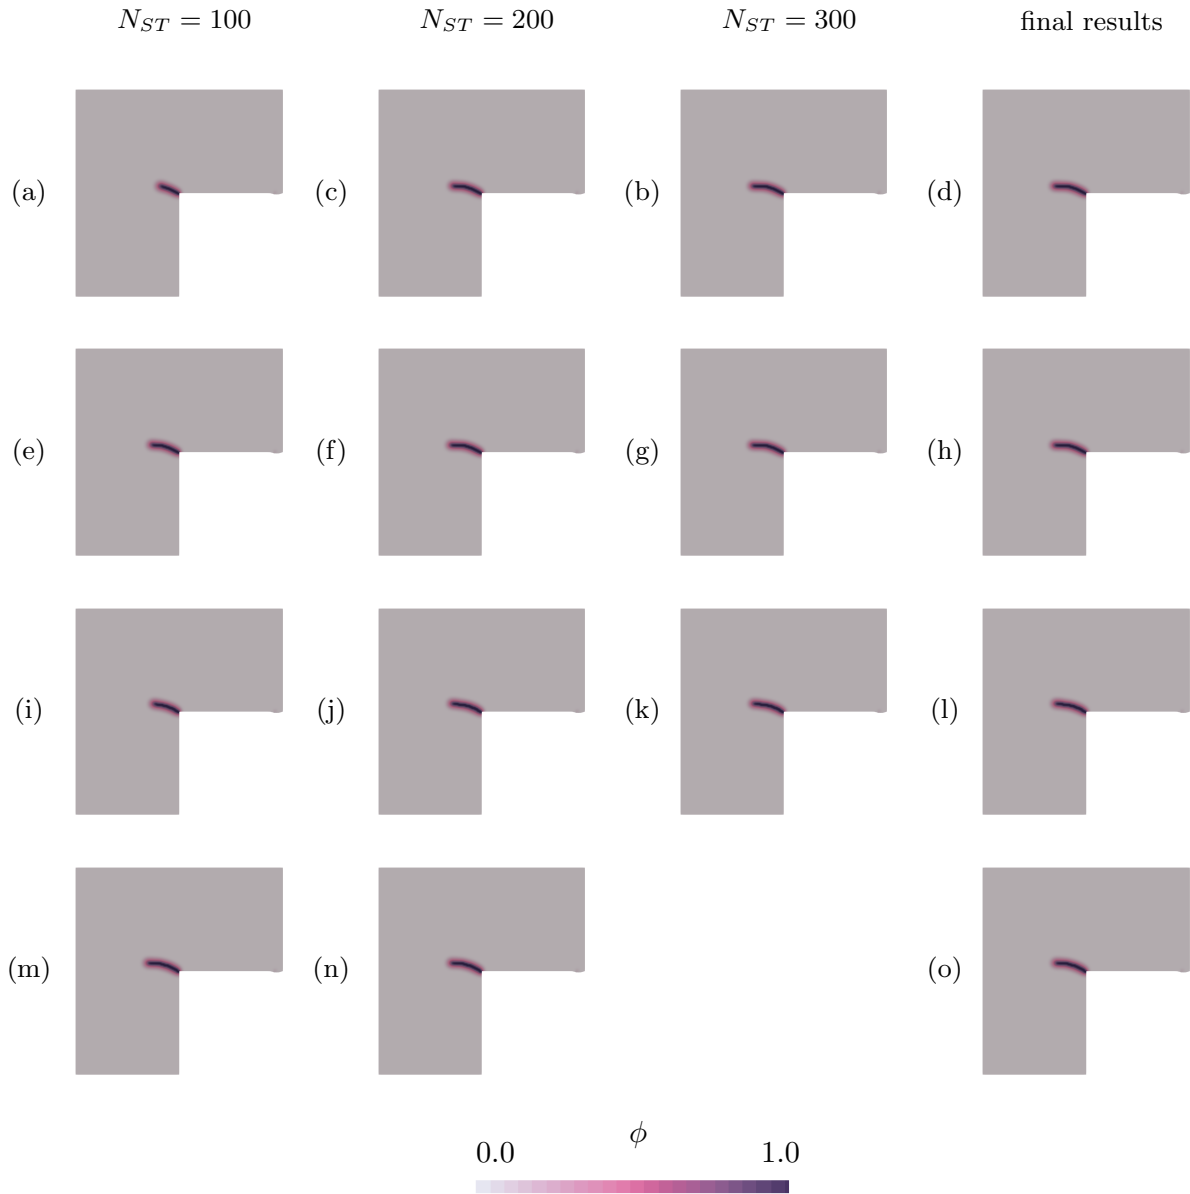 N_{ST} = 100 N_{ST} = 200 N_{ST} = 300 final results
(a) (c) (b) (d)
(e) (f) (g) (h)
(i) (j) (k) (l)
(m) (n) (o)
ϕ
0.0 1.0